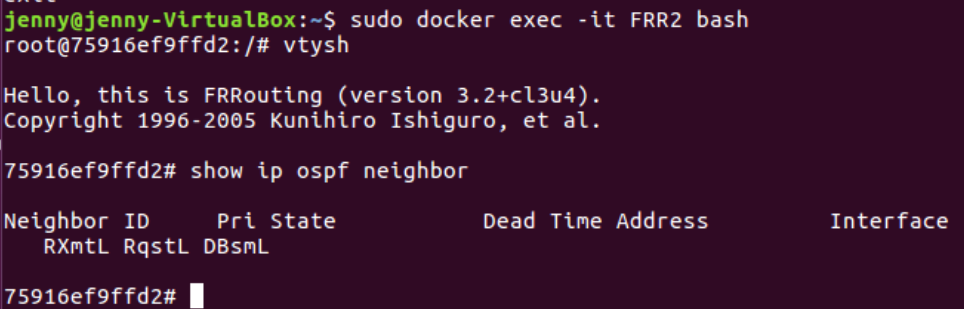 jenny@jenny-VirtualBox:~$ sudo docker exec -it FRR2 bash
root@75916ef9ffd2:/# vtysh
Hello, this is FRRouting (version 3.2+cl3u4).
Copyright 1996-2005 Kunihiro Ishiguro, et al.
75916ef9ffd2# show ip ospf neighbor
Neighbor ID     Pri State           Dead Time Address         Interface
   RXmtL RqstL DBsmL
75916ef9ffd2#